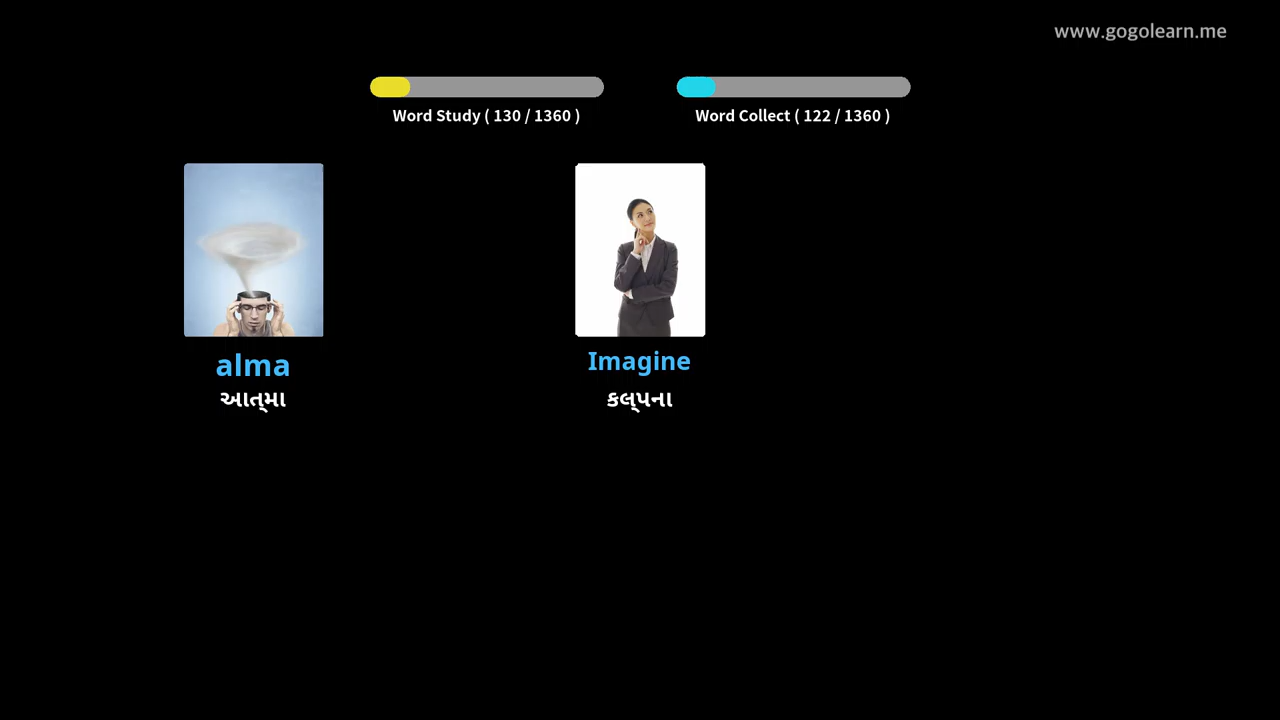 www.gogolearn.me
Word Study ( 130 / 1360 )
Word Collect ( 122 / 1360 )
alma
આત્મા
Imagine
કલ્પના